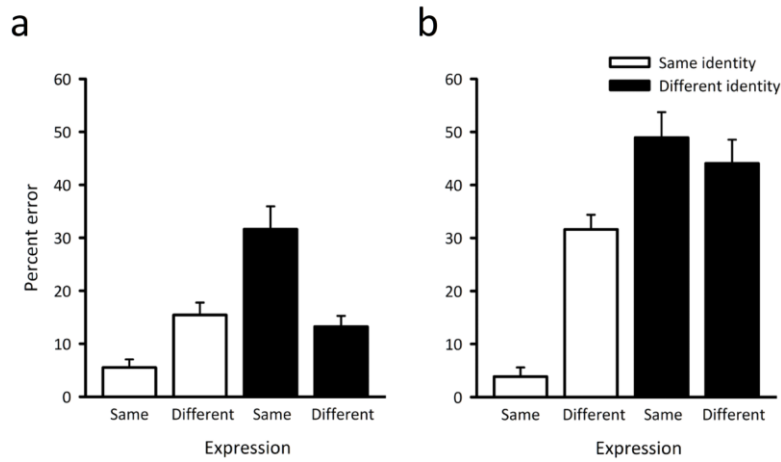 a
60
50
40
30
20
10
0
Percent error
Same Different Same Different
Expression
b
Same identity
Different identity
60
50
40
30
20
10
0
Same Different Same Different
Expression